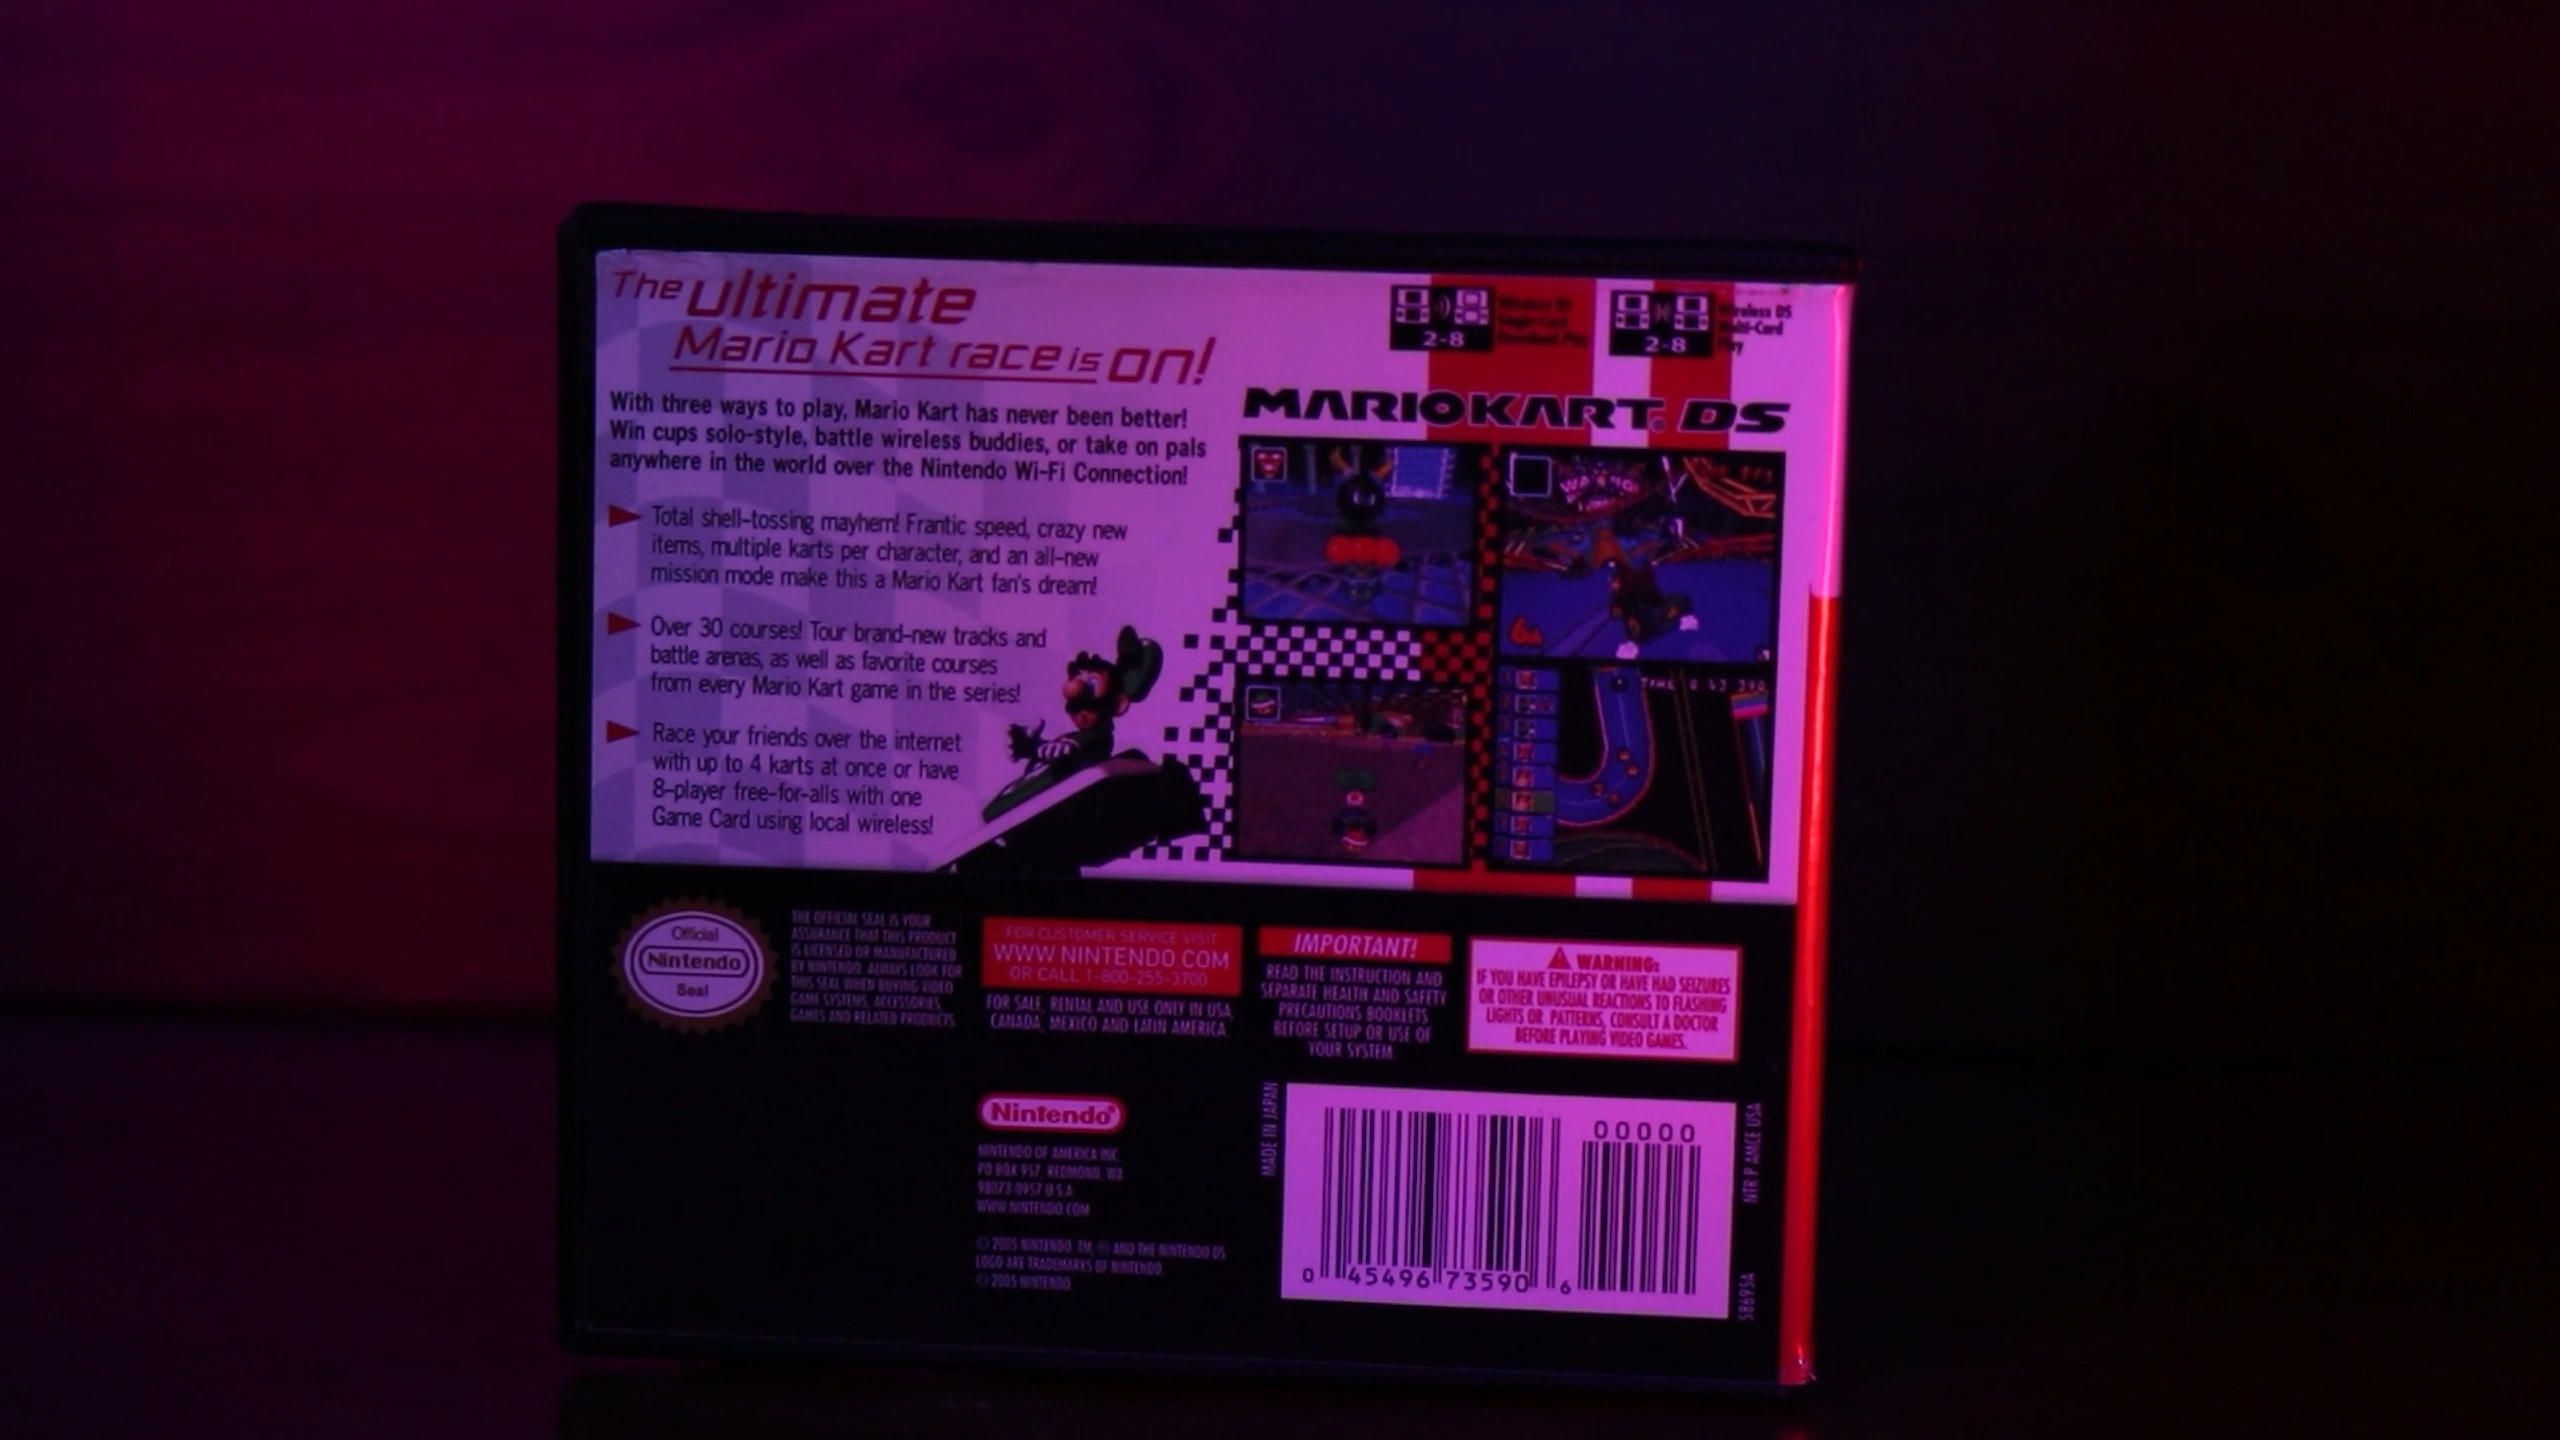 The ultimate
Mario Kart race is on!
With three ways to play, Mario Kart has never been better!
Win cups solo-style, battle wireless buddies, or take on pals
anywhere in the world over the Nintendo Wi-Fi Connection!
Total shell-tossing mayhem! Frantic speed, crazy new
items, multiple karts per character, and an all-new
mission mode make this a Mario Kart fan's dream!
Over 30 courses! Tour brand-new tracks and
battle arenas, as well as favorite courses
from every Mario Kart game in the series!
Race your friends over the internet
with up to 4 karts at once or have
8-player free-for-alls with one
Game Card using local wireless!
2-8
Wireless DS
Single-Card
Download Play
2-8
Wireless DS
Multi-Card
Play
MARIOKART DS
Official
Nintendo
Seal
THE OFFICIAL SEAL IS YOUR
ASSURANCE THAT THIS PRODUCT
IS LICENSED OR MANUFACTURED
BY NINTENDO. ALWAYS LOOK FOR
THIS SEAL WHEN BUYING VIDEO
GAME SYSTEMS, ACCESSORIES,
GAMES AND RELATED PRODUCTS.
FOR CUSTOMER SERVICE VISIT
WWW.NINTENDO.COM
OR CALL 1-800-255-3700
FOR SALE, RENTAL AND USE ONLY IN USA,
CANADA, MEXICO AND LATIN AMERICA.
IMPORTANT!
READ THE INSTRUCTION AND
SEPARATE HEALTH AND SAFETY
PRECAUTIONS BOOKLETS
BEFORE SETUP OR USE OF
YOUR SYSTEM.
WARNING:
IF YOU HAVE EPILEPSY OR HAVE HAD SEIZURES
OR OTHER UNUSUAL REACTIONS TO FLASHING
LIGHTS OR PATTERNS, CONSULT A DOCTOR
BEFORE PLAYING VIDEO GAMES.
Nintendo®
NINTENDO OF AMERICA INC.
PO BOX 957, REDMOND, WA
98073-0957 U.S.A.
WWW.NINTENDO.COM
© 2005 NINTENDO. TM, ® AND THE NINTENDO DS
LOGO ARE TRADEMARKS OF NINTENDO.
© 2005 NINTENDO.
MADE IN JAPAN
00000
0 45496 73590 6
NTR P AMCE USA
58695A